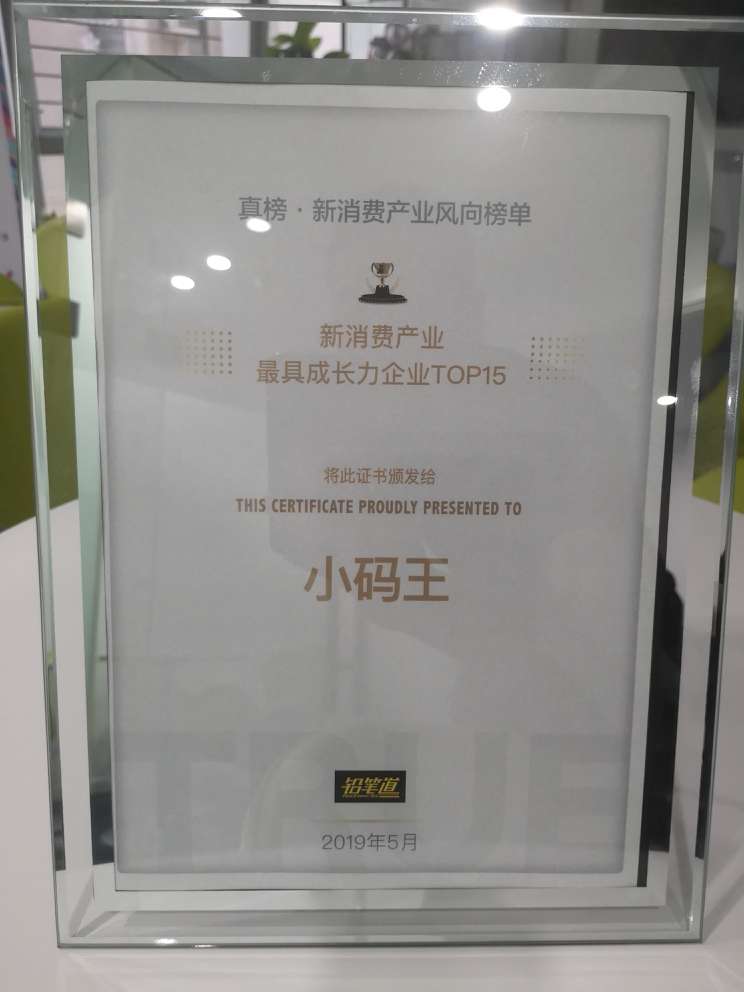 真榜·新消费产业风向榜单
新消费产业
最具成长力企业TOP15
将此证书颁发给
THIS CERTIFICATE PROUDLY PRESENTED TO
小码王
TRUE
铅笔道
2019年5月